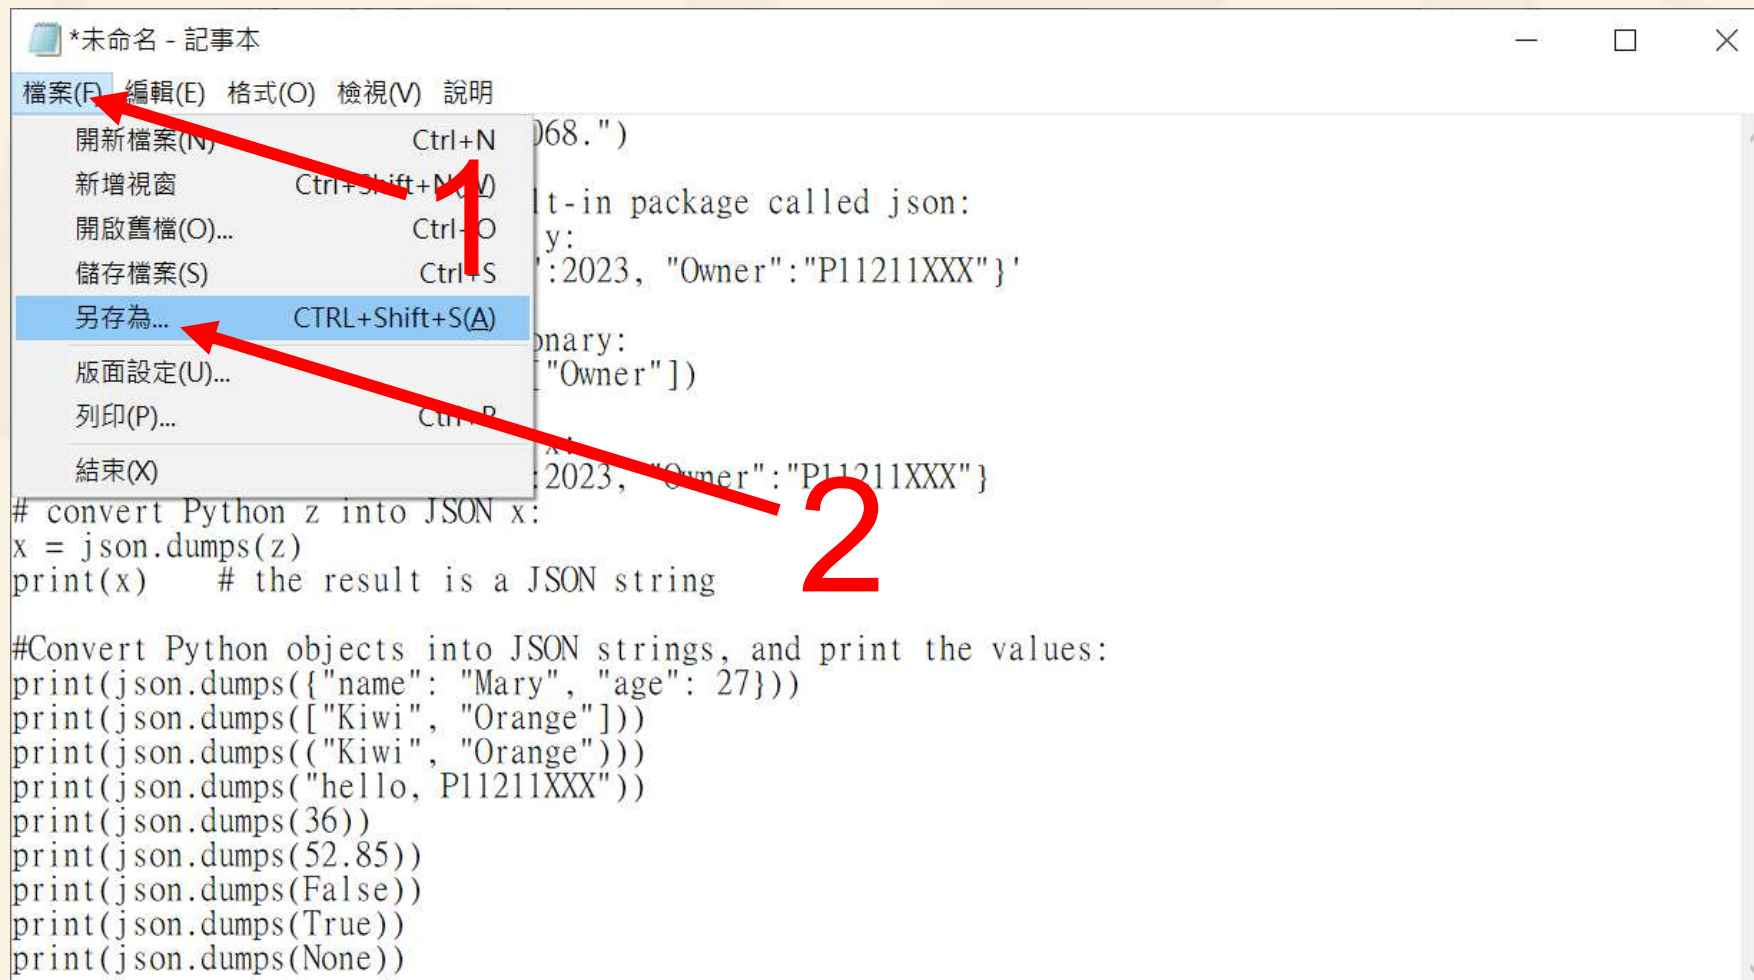 *未命名 - 記事本
檔案(F) 編輯(E) 格式(O) 檢視(V) 說明
開新檔案(N) Ctrl+N
新增視窗 Ctrl+Shift+N(W)
開啟舊檔(O)... Ctrl+O
儲存檔案(S) Ctrl+S
另存為... CTRL+Shift+S(A)
版面設定(U)...
列印(P)... Ctrl+P
結束(X)
1
2
068.")
lt-in package called json:
y:
':2023, "Owner":"P11211XXX"}'
onary:
["Owner"])
x:
:2023, "Owner":"P11211XXX"}
# convert Python z into JSON x:
x = json.dumps(z)
print(x) # the result is a JSON string
#Convert Python objects into JSON strings, and print the values:
print(json.dumps({"name": "Mary", "age": 27}))
print(json.dumps(["Kiwi", "Orange"]))
print(json.dumps(("Kiwi", "Orange")))
print(json.dumps("hello, P11211XXX"))
print(json.dumps(36))
print(json.dumps(52.85))
print(json.dumps(False))
print(json.dumps(True))
print(json.dumps(None))